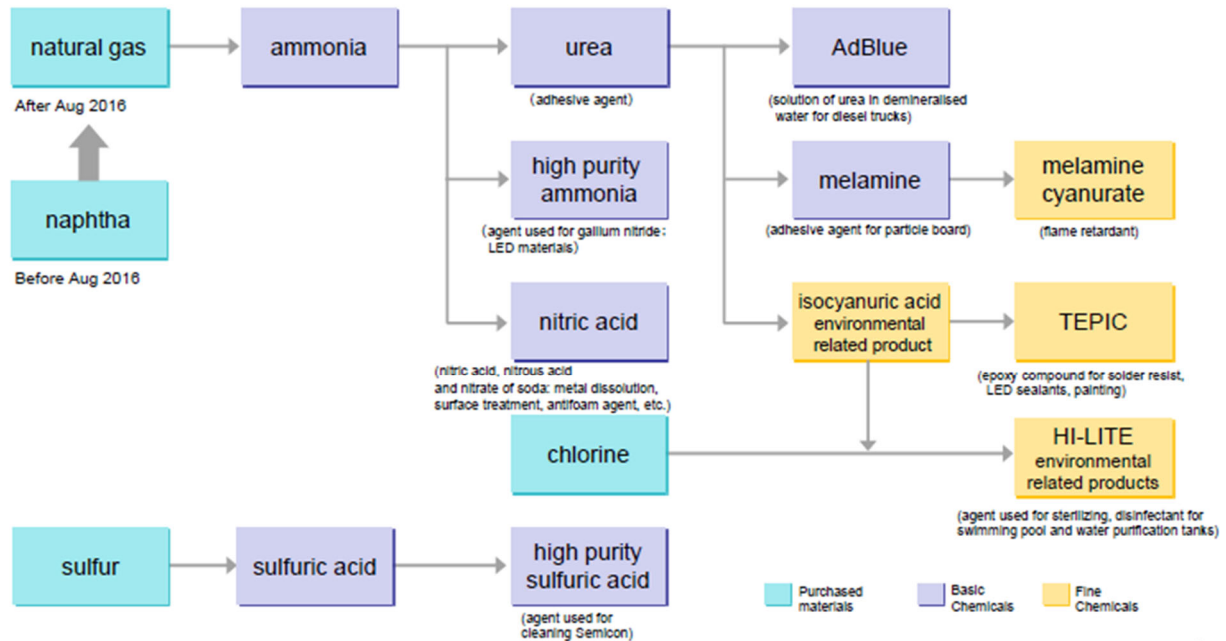 natural gas
ammonia
urea
AdBlue
After Aug 2016
(adhesive agent)
(solution of urea in demineralised
water for diesel trucks)
naphtha
high purity
ammonia
melamine
melamine
cyanurate
Before Aug 2016
(agent used for gallium nitride:
LED materials)
(adhesive agent for particle board)
(flame retardant)
nitric acid
isocyanuric acid
environmental
related product
TEPIC
(nitric acid, nitrous acid
and nitrate of soda: metal dissolution,
surface treatment, antifoam agent, etc.)
(epoxy compound for solder resist,
LED sealants, painting)
chlorine
HI-LITE
environmental
related products
(agent used for sterilizing, disinfectant for
swimming pool and water purification tanks)
sulfur
sulfuric acid
high purity
sulfuric acid
(agent used for
cleaning Semicon)
Purchased
materials
Basic
Chemicals
Fine
Chemicals